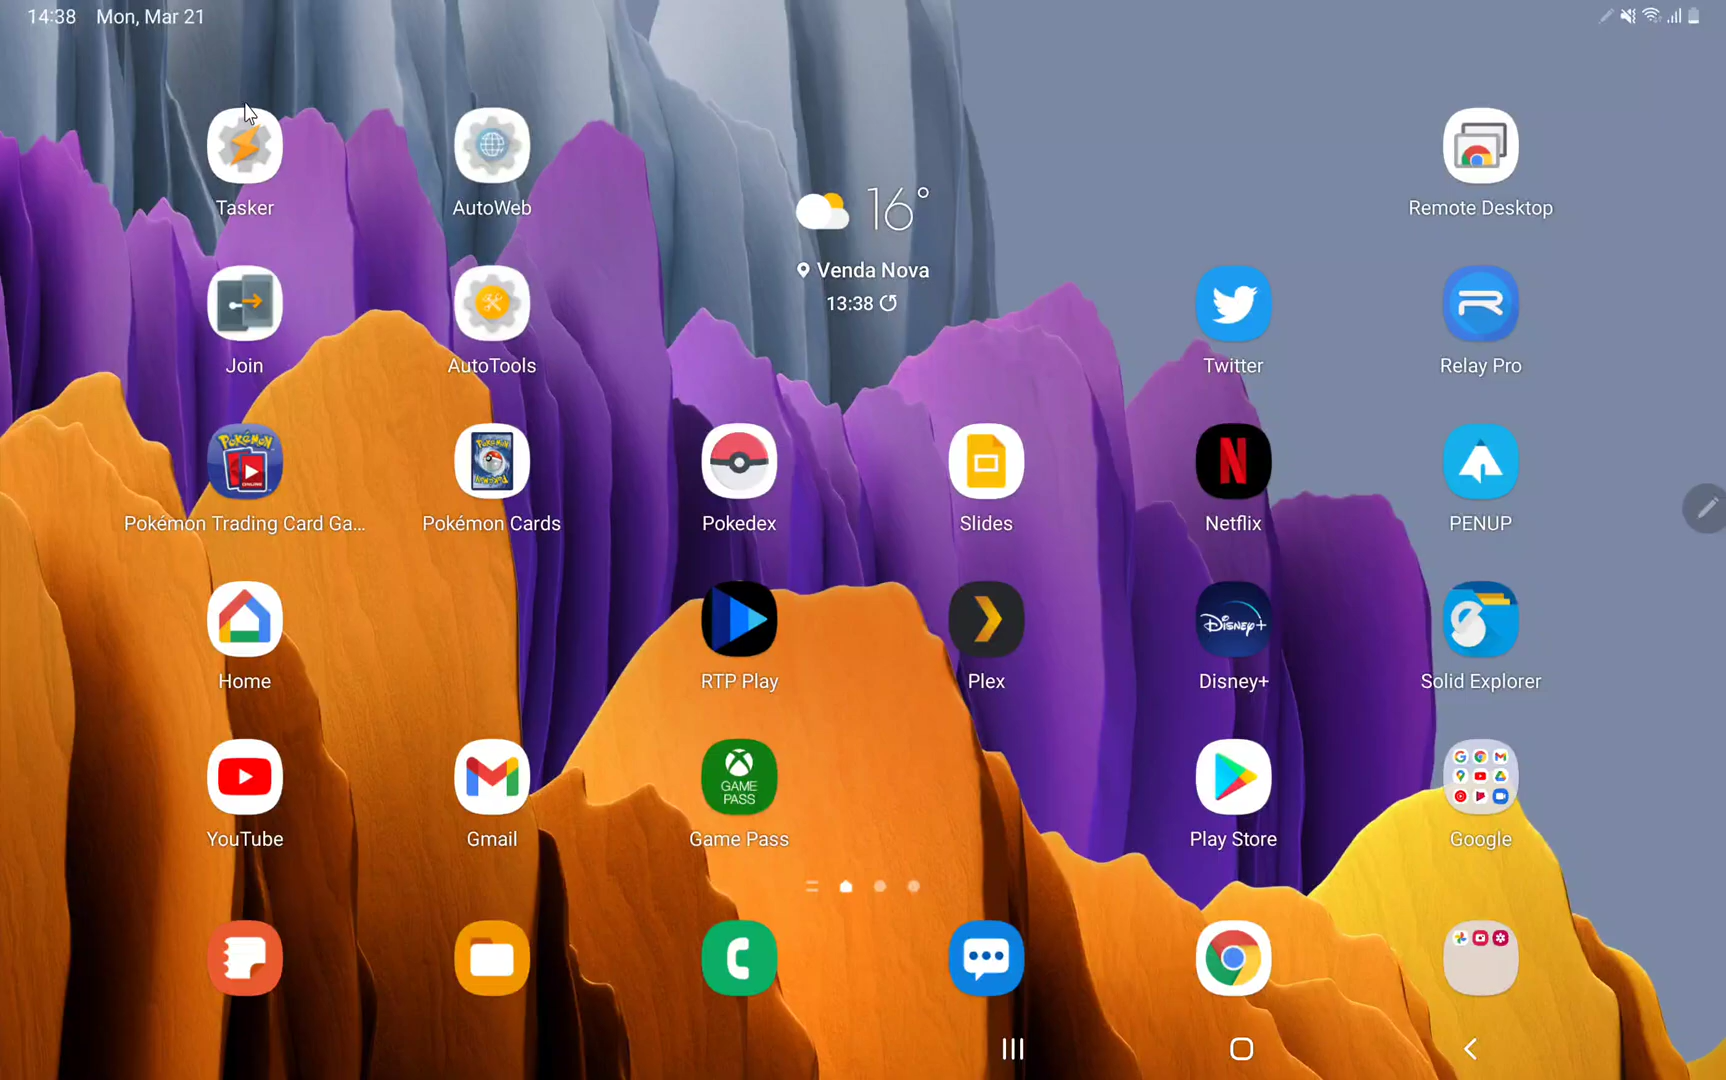 14:38 Mon, Mar 21
Tasker
AutoWeb
16°
Venda Nova
13:38
Remote Desktop
Join
AutoTools
Twitter
Relay Pro
Pokémon Trading Card Ga...
Pokémon Cards
Pokedex
Slides
Netflix
PENUP
Home
RTP Play
Plex
Disney+
Disney+
Solid Explorer
GAME
PASS
YouTube
Gmail
Game Pass
Play Store
Google